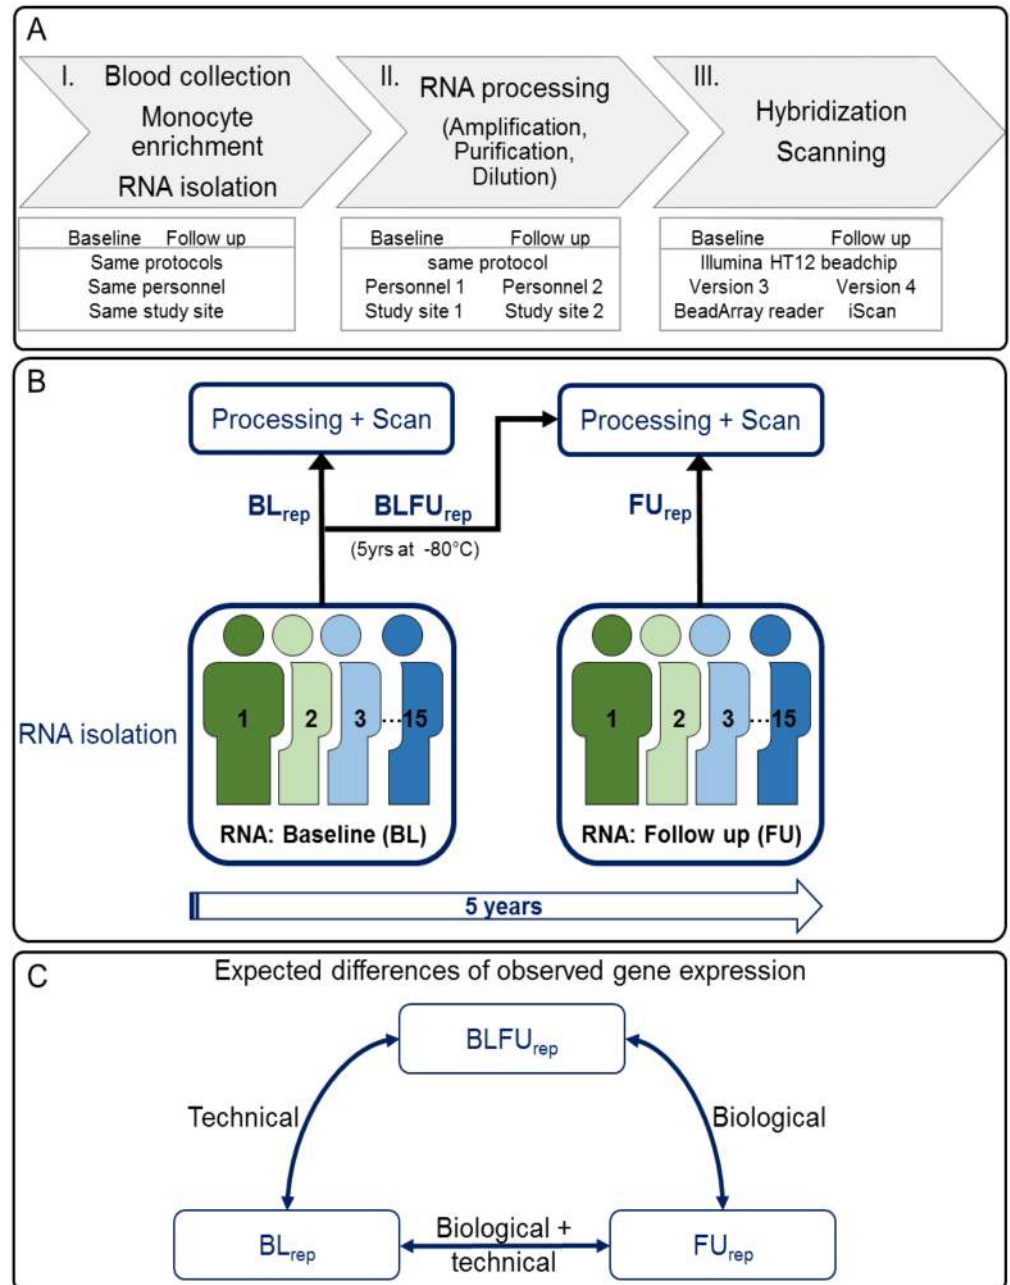 A
I. Blood collection
Monocyte
enrichment
RNA isolation
II. RNA processing
(Amplification,
Purification,
Dilution)
III.
Hybridization
Scanning
Baseline Follow up
Same protocols
Same personnel
Same study site
Baseline Follow up
same protocol
Personnel 1 Personnel 2
Study site 1 Study site 2
Baseline Follow up
Illumina HT12 beadchip
Version 3 Version 4
BeadArray reader iScan
B
Processing + Scan
Processing + Scan
BLrep
BLFUrep
FUrep
(5yrs at -80°C)
RNA isolation
1 2 3 ...15
1 2 3 ...15
RNA: Baseline (BL)
RNA: Follow up (FU)
5 years
C
Expected differences of observed gene expression
BLFUrep
Technical
Biological
BLrep
Biological +
technical
FUrep